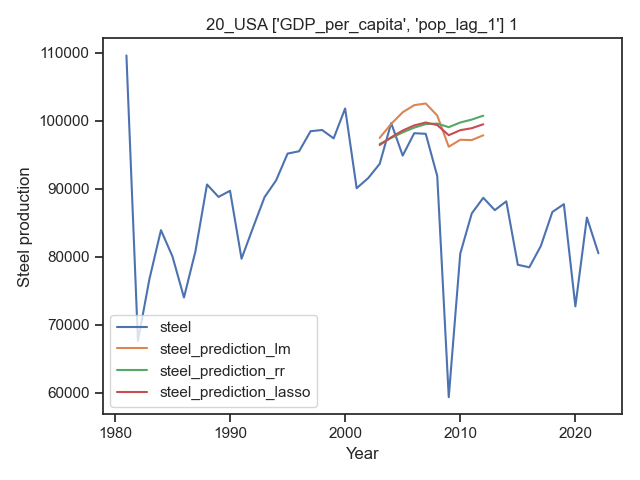 20_USA ['GDP_per_capita', 'pop_lag_1'] 1
110000
100000
90000
80000
70000
60000
Steel production
steel
steel_prediction_lm
steel_prediction_rr
steel_prediction_lasso
1980
1990
2000
2010
2020
Year